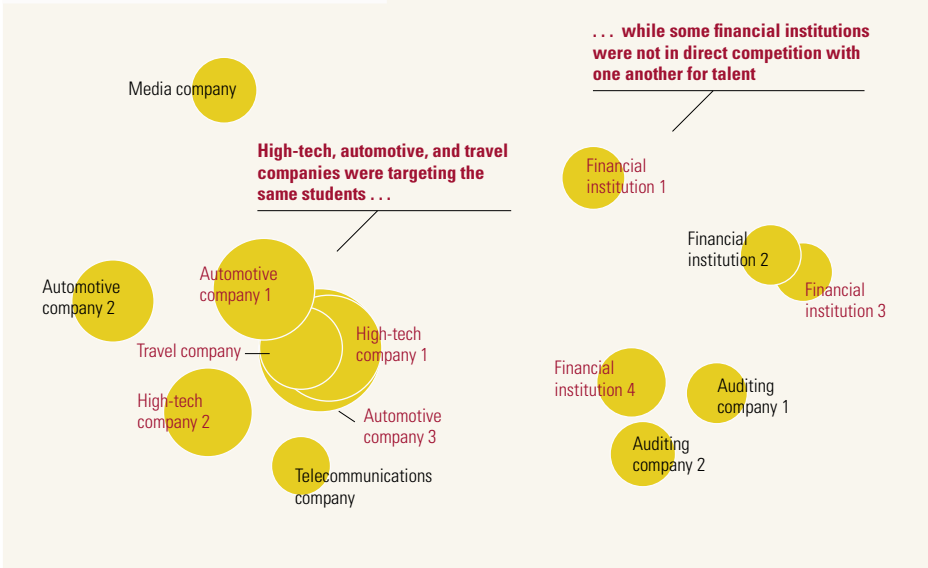 . . . while some financial institutions
were not in direct competition with
one another for talent
Media company
High-tech, automotive, and travel
companies were targeting the
same students . . .
Financial
institution 1
Financial
institution 2
Financial
institution 3
Automotive
company 1
Automotive
company 2
Travel company
High-tech
company 1
High-tech
company 2
Automotive
company 3
Telecommunications
company
Financial
institution 4
Auditing
company 1
Auditing
company 2